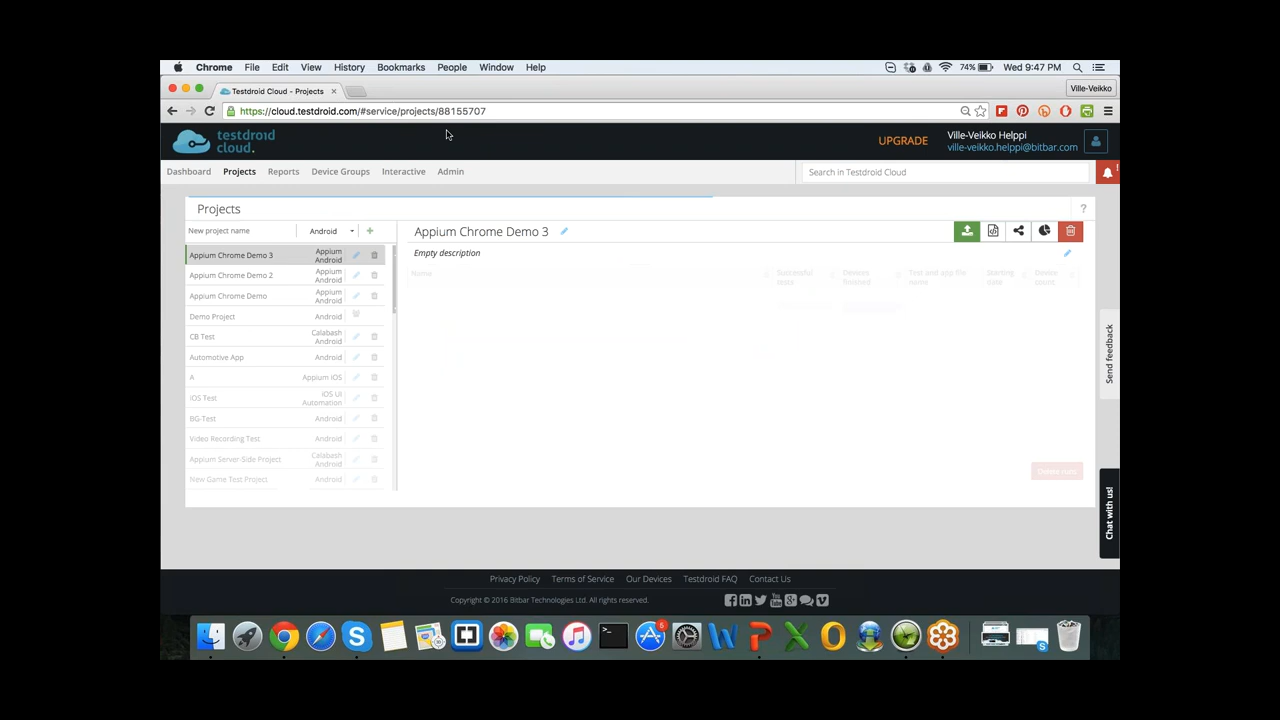 Chrome File Edit View History Bookmarks People Window Help 74% Wed 9:47 PM
Testdroid Cloud - Projects Ville-Veikko
https://cloud.testdroid.com/#service/projects/88155707
testdroid cloud.
UPGRADE
Ville-Veikko Helppi
ville-veikko.helppi@bitbar.com
Dashboard Projects Reports Device Groups Interactive Admin Search in Testdroid Cloud
Projects ?
New project name Android
Appium Chrome Demo 3
Empty description
Appium Chrome Demo 3 Appium Android
Appium Chrome Demo 2 Appium Android
Appium Chrome Demo Appium Android
Demo Project Android
CB Test Calabash Android
Automotive App Android
A Appium iOS
iOS Test iOS UI Automation
BG-Test Android
Video Recording Test Android
Appium Server-Side Project Calabash Android
New Game Test Project Android
Name Successful tests Devices finished Test and app file name Starting date Device count
Delete runs
Send feedback
Chat with us!
Privacy Policy Terms of Service Our Devices Testdroid FAQ Contact Us
Copyright © 2016 Bitbar Technologies Ltd. All rights reserved.
5